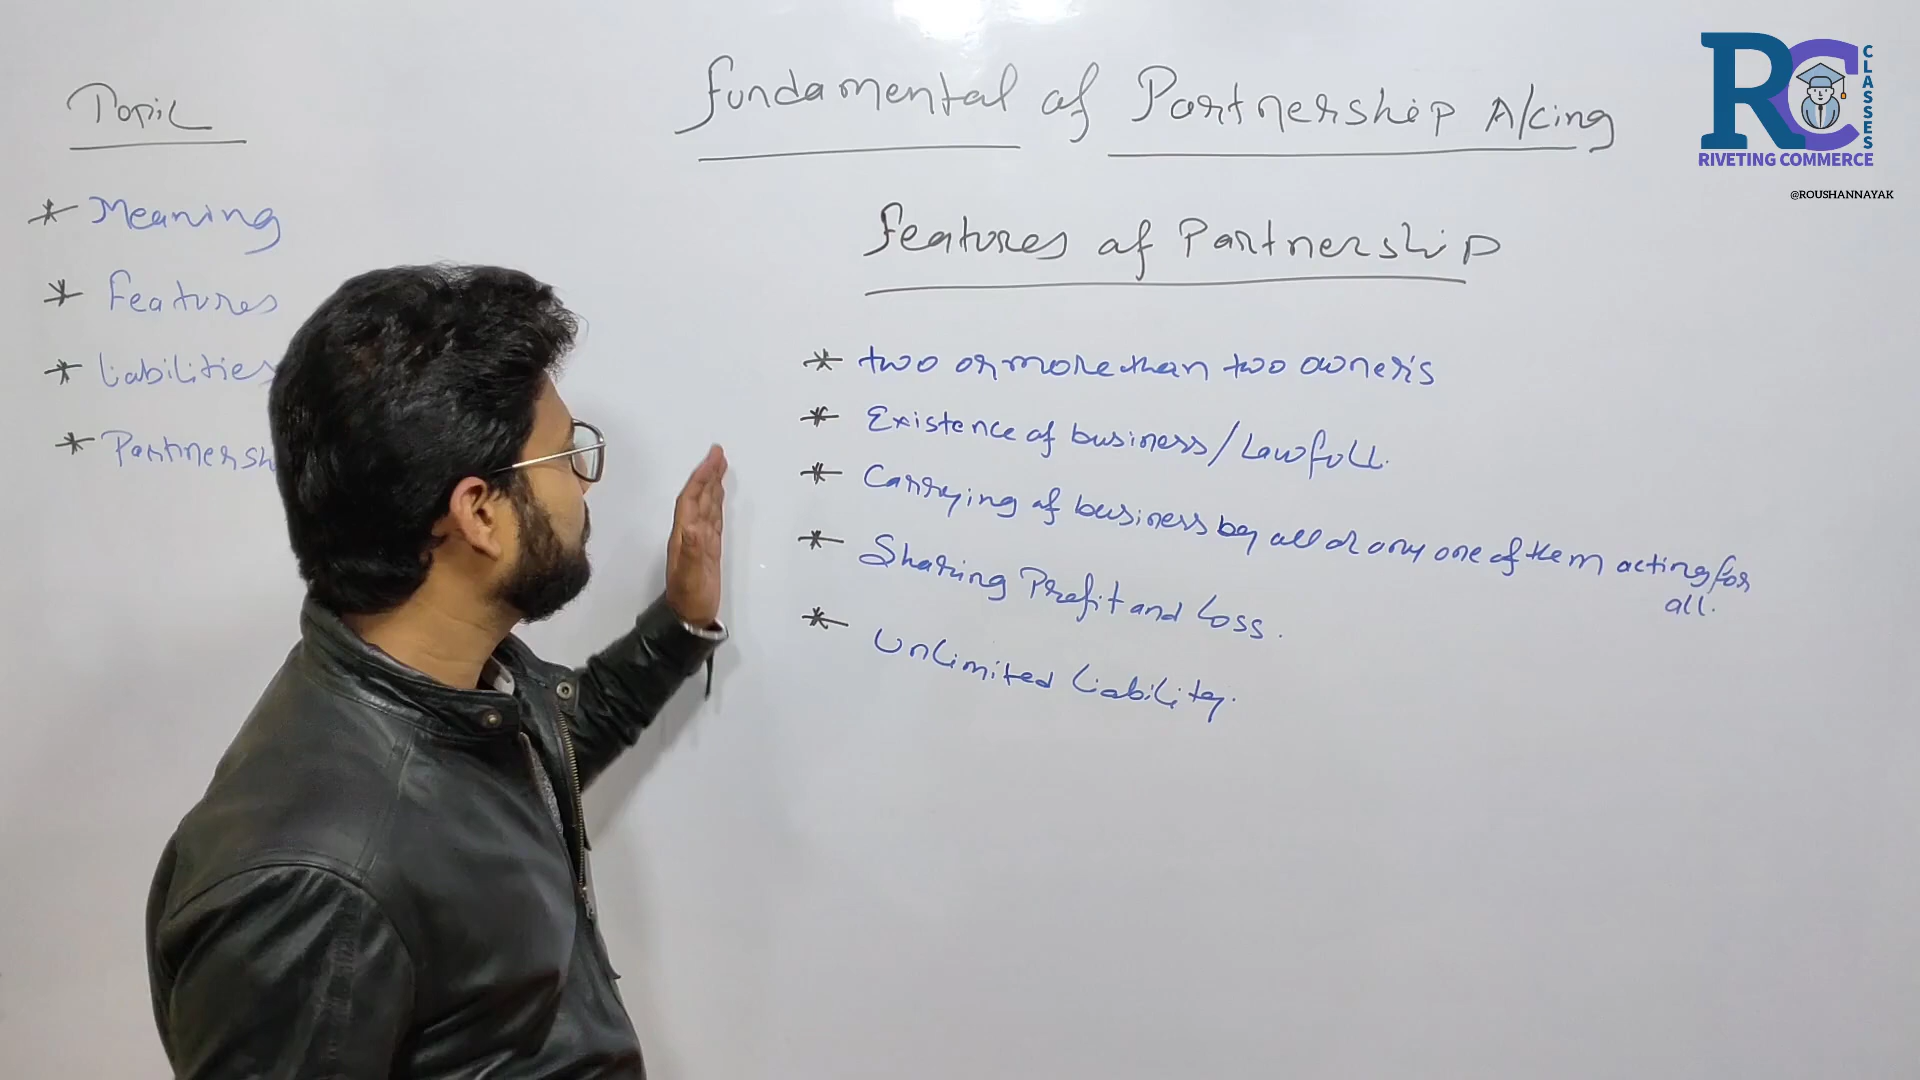 Topic
* Meaning
* Features
* Liabilities
* Partnersh
Fundamental of Partnership A/cing
Features of Partnership
* two or more than two owner's
* Existence of business/Lawfull.
* Carrying of business by all or any one of them acting for
all.
* Sharing Profit and Loss.
* Unlimited Liability.
RC
CLASSES
RIVETING COMMERCE
@ROUSHANNAYAK